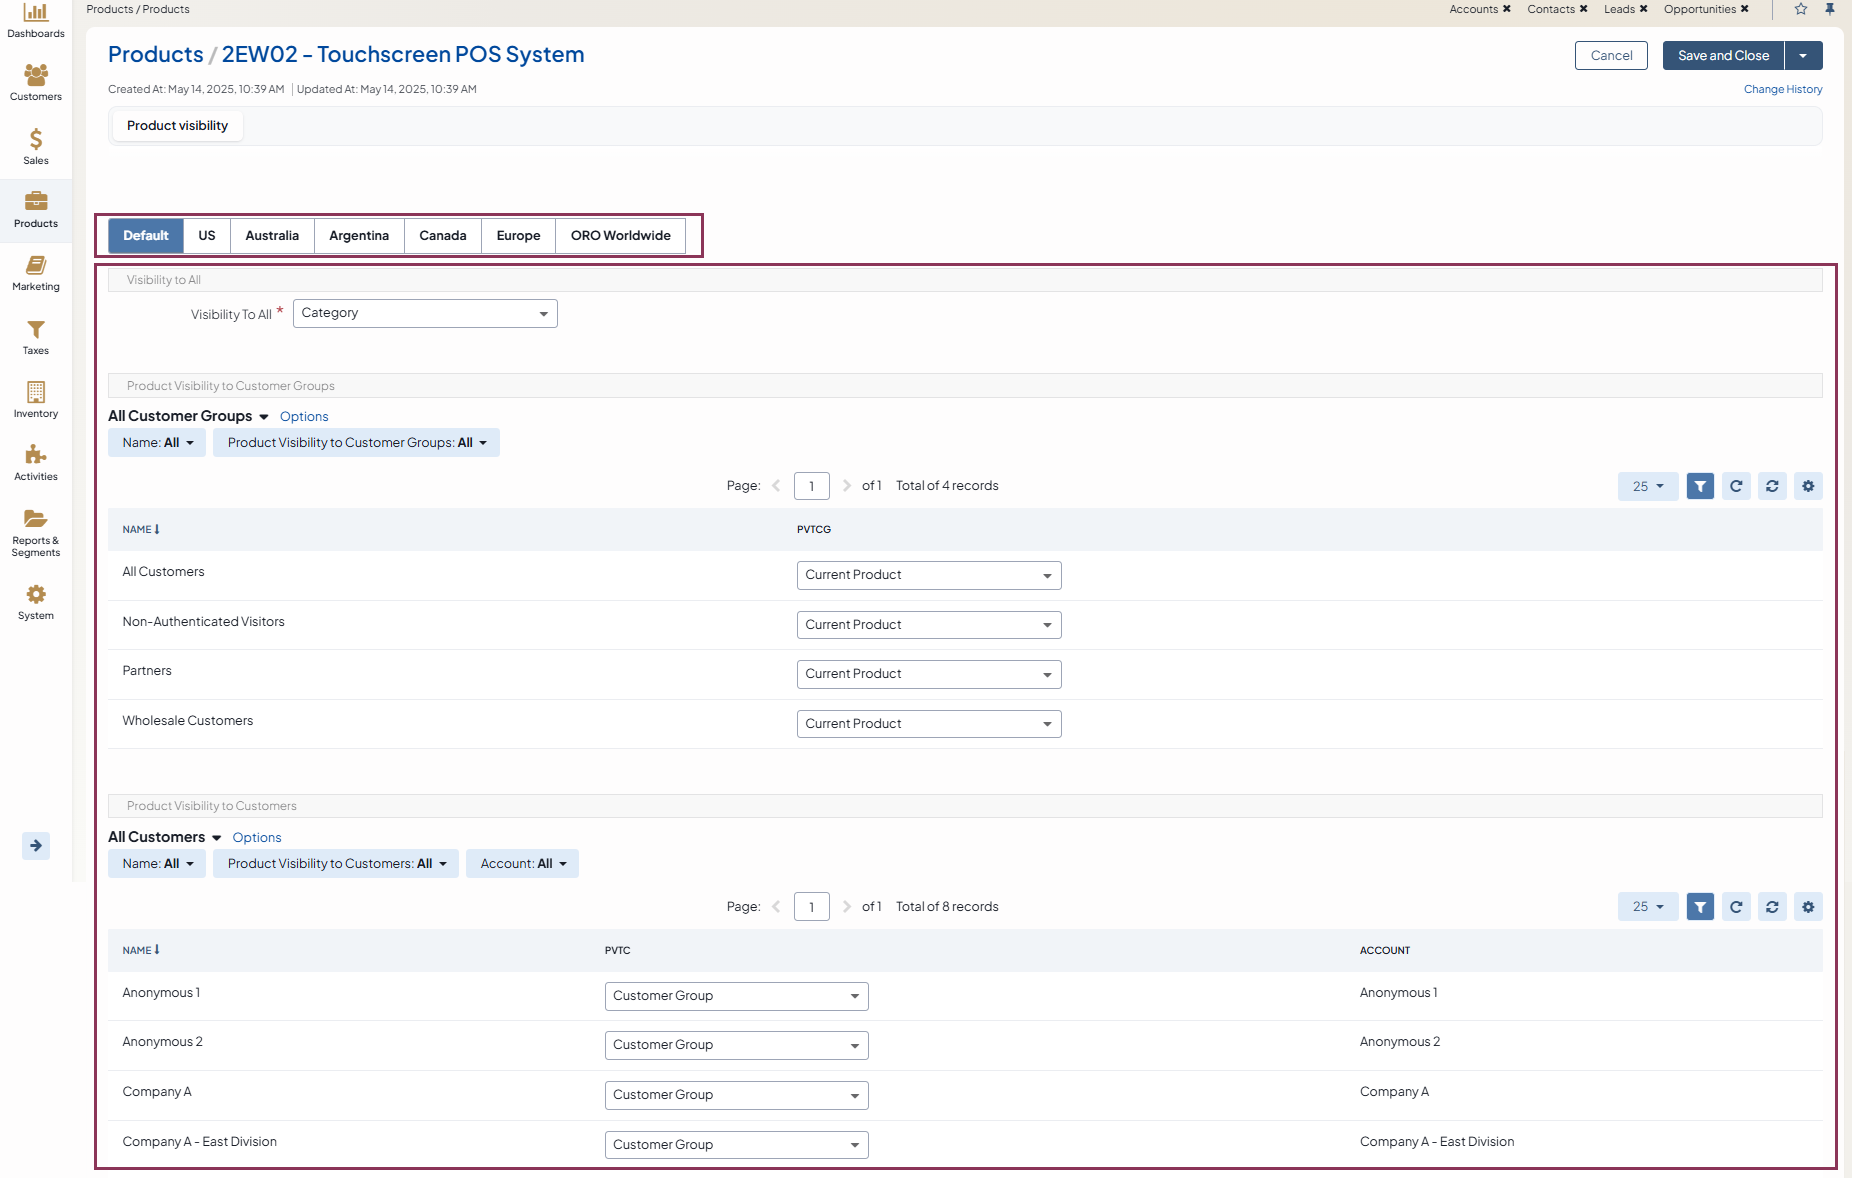 Products / Products
Accounts ✖ Contacts ✖ Leads ✖ Opportunities ✖
Dashboards
Customers
Sales
Products
Marketing
Taxes
Inventory
Activities
Reports &
Segments
System
Products / 2EW02 - Touchscreen POS System
Cancel Save and Close
Created At: May 14, 2025, 10:39 AM | Updated At: May 14, 2025, 10:39 AM
Change History
Product visibility
Default US Australia Argentina Canada Europe ORO Worldwide
Visibility to All
Visibility To All * Category
Product Visibility to Customer Groups
All Customer Groups Options
Name: All Product Visibility to Customer Groups: All
Page: 1 of 1 Total of 4 records 25
NAME PVTCG
All Customers Current Product
Non-Authenticated Visitors Current Product
Partners Current Product
Wholesale Customers Current Product
Product Visibility to Customers
All Customers Options
Name: All Product Visibility to Customers: All Account: All
Page: 1 of 1 Total of 8 records 25
NAME PVTC ACCOUNT
Anonymous 1 Customer Group Anonymous 1
Anonymous 2 Customer Group Anonymous 2
Company A Customer Group Company A
Company A - East Division Customer Group Company A - East Division